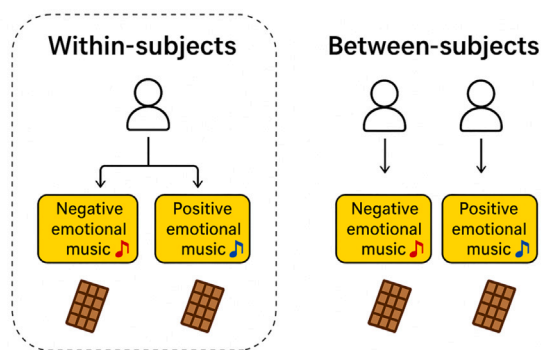 Within-subjects
Between-subjects
Negative
emotional
music
Positive
emotional
music
Negative
emotional
music
Positive
emotional
music